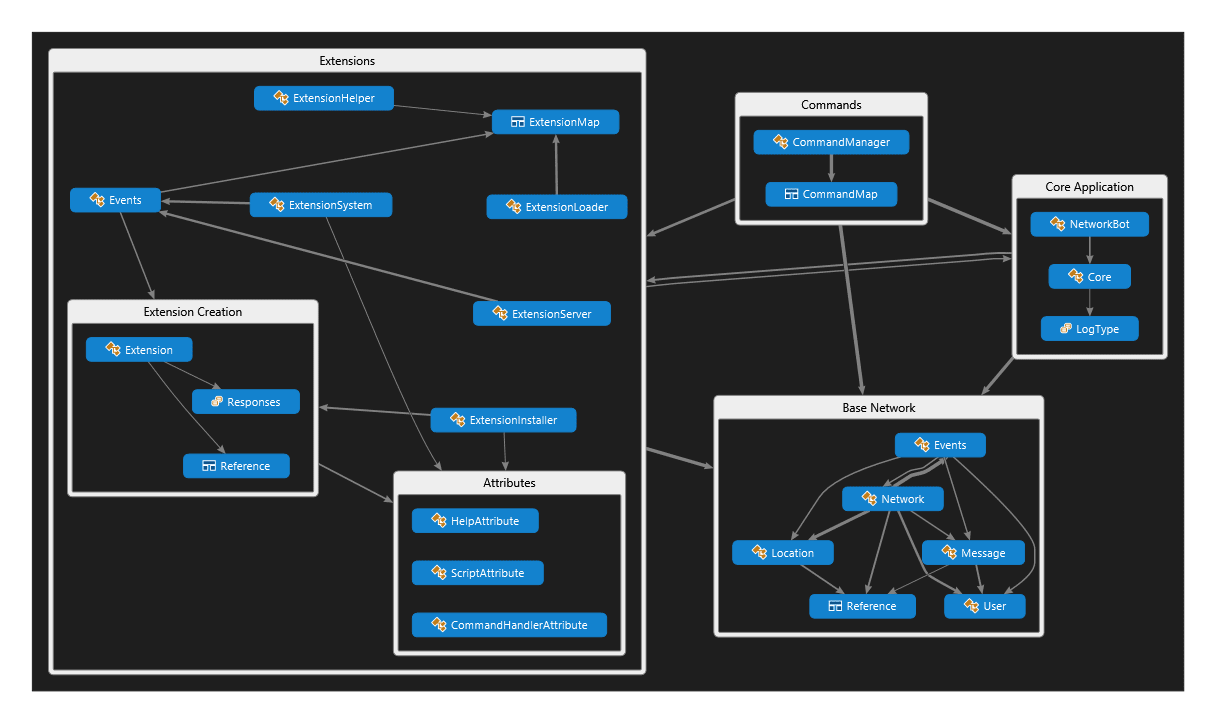 Extensions
ExtensionHelper
ExtensionMap
Events
ExtensionSystem
ExtensionLoader
ExtensionServer
Extension Creation
Extension
Responses
Reference
ExtensionInstaller
Attributes
HelpAttribute
ScriptAttribute
CommandHandlerAttribute
Commands
CommandManager
CommandMap
Core Application
NetworkBot
Core
LogType
Base Network
Events
Network
Location
Message
Reference
User